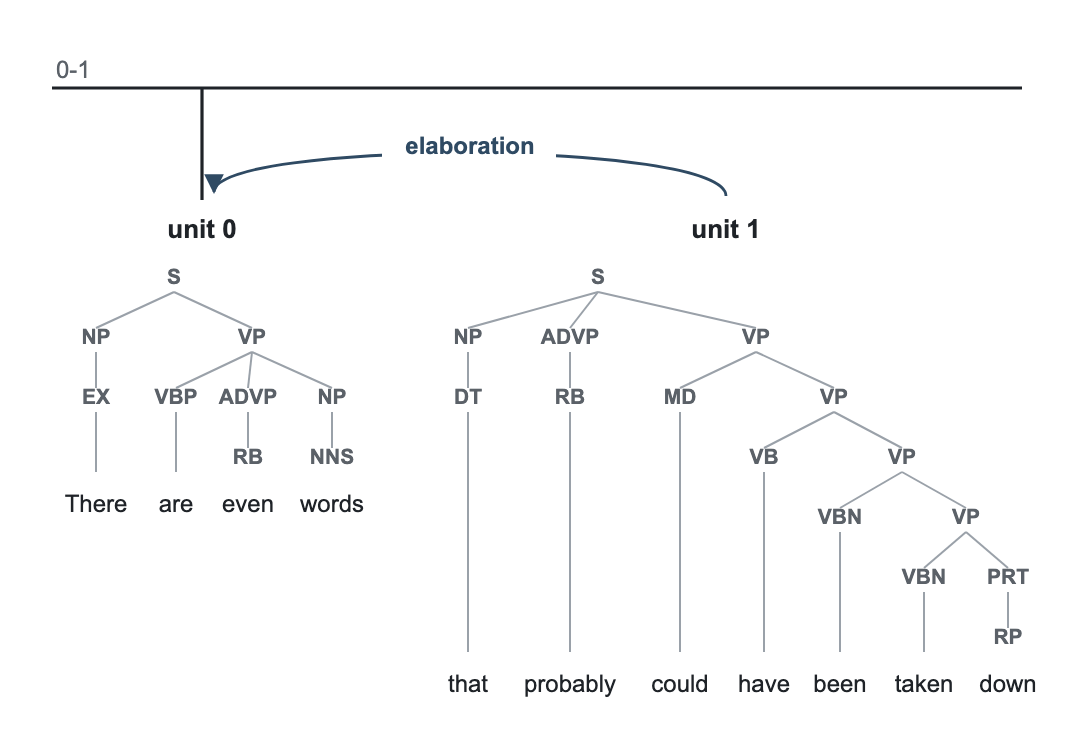 0-1
elaboration
unit 0 unit 1
S S
NP VP NP ADVP VP
EX VBP ADVP NP DT RB MD VP
RB NNS VB VP
There are even words
VBN VP
VBN PRT
RP
that probably could have been taken down